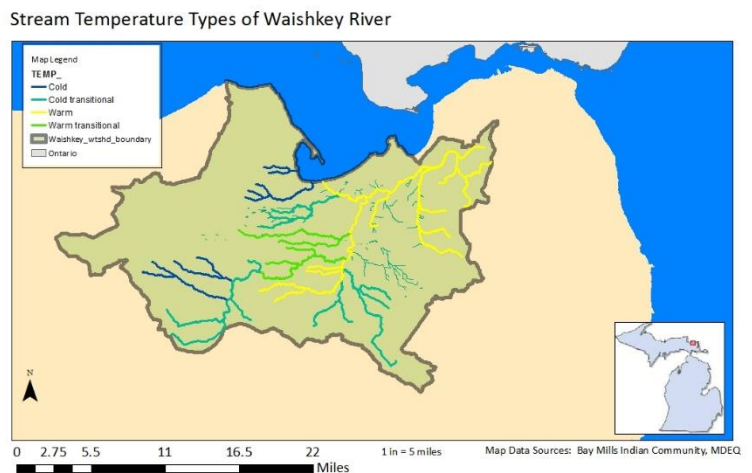 Stream Temperature Types of Waishkey River
Map Legend
TEMP_
Cold
Cold transitional
Warm
Warm transitional
Waishkey_wtshd_boundary
Ontario
N
0 2.75 5.5 11 16.5 22
Miles
1 in = 5 miles
Map Data Sources: Bay Mills Indian Community, MDEQ